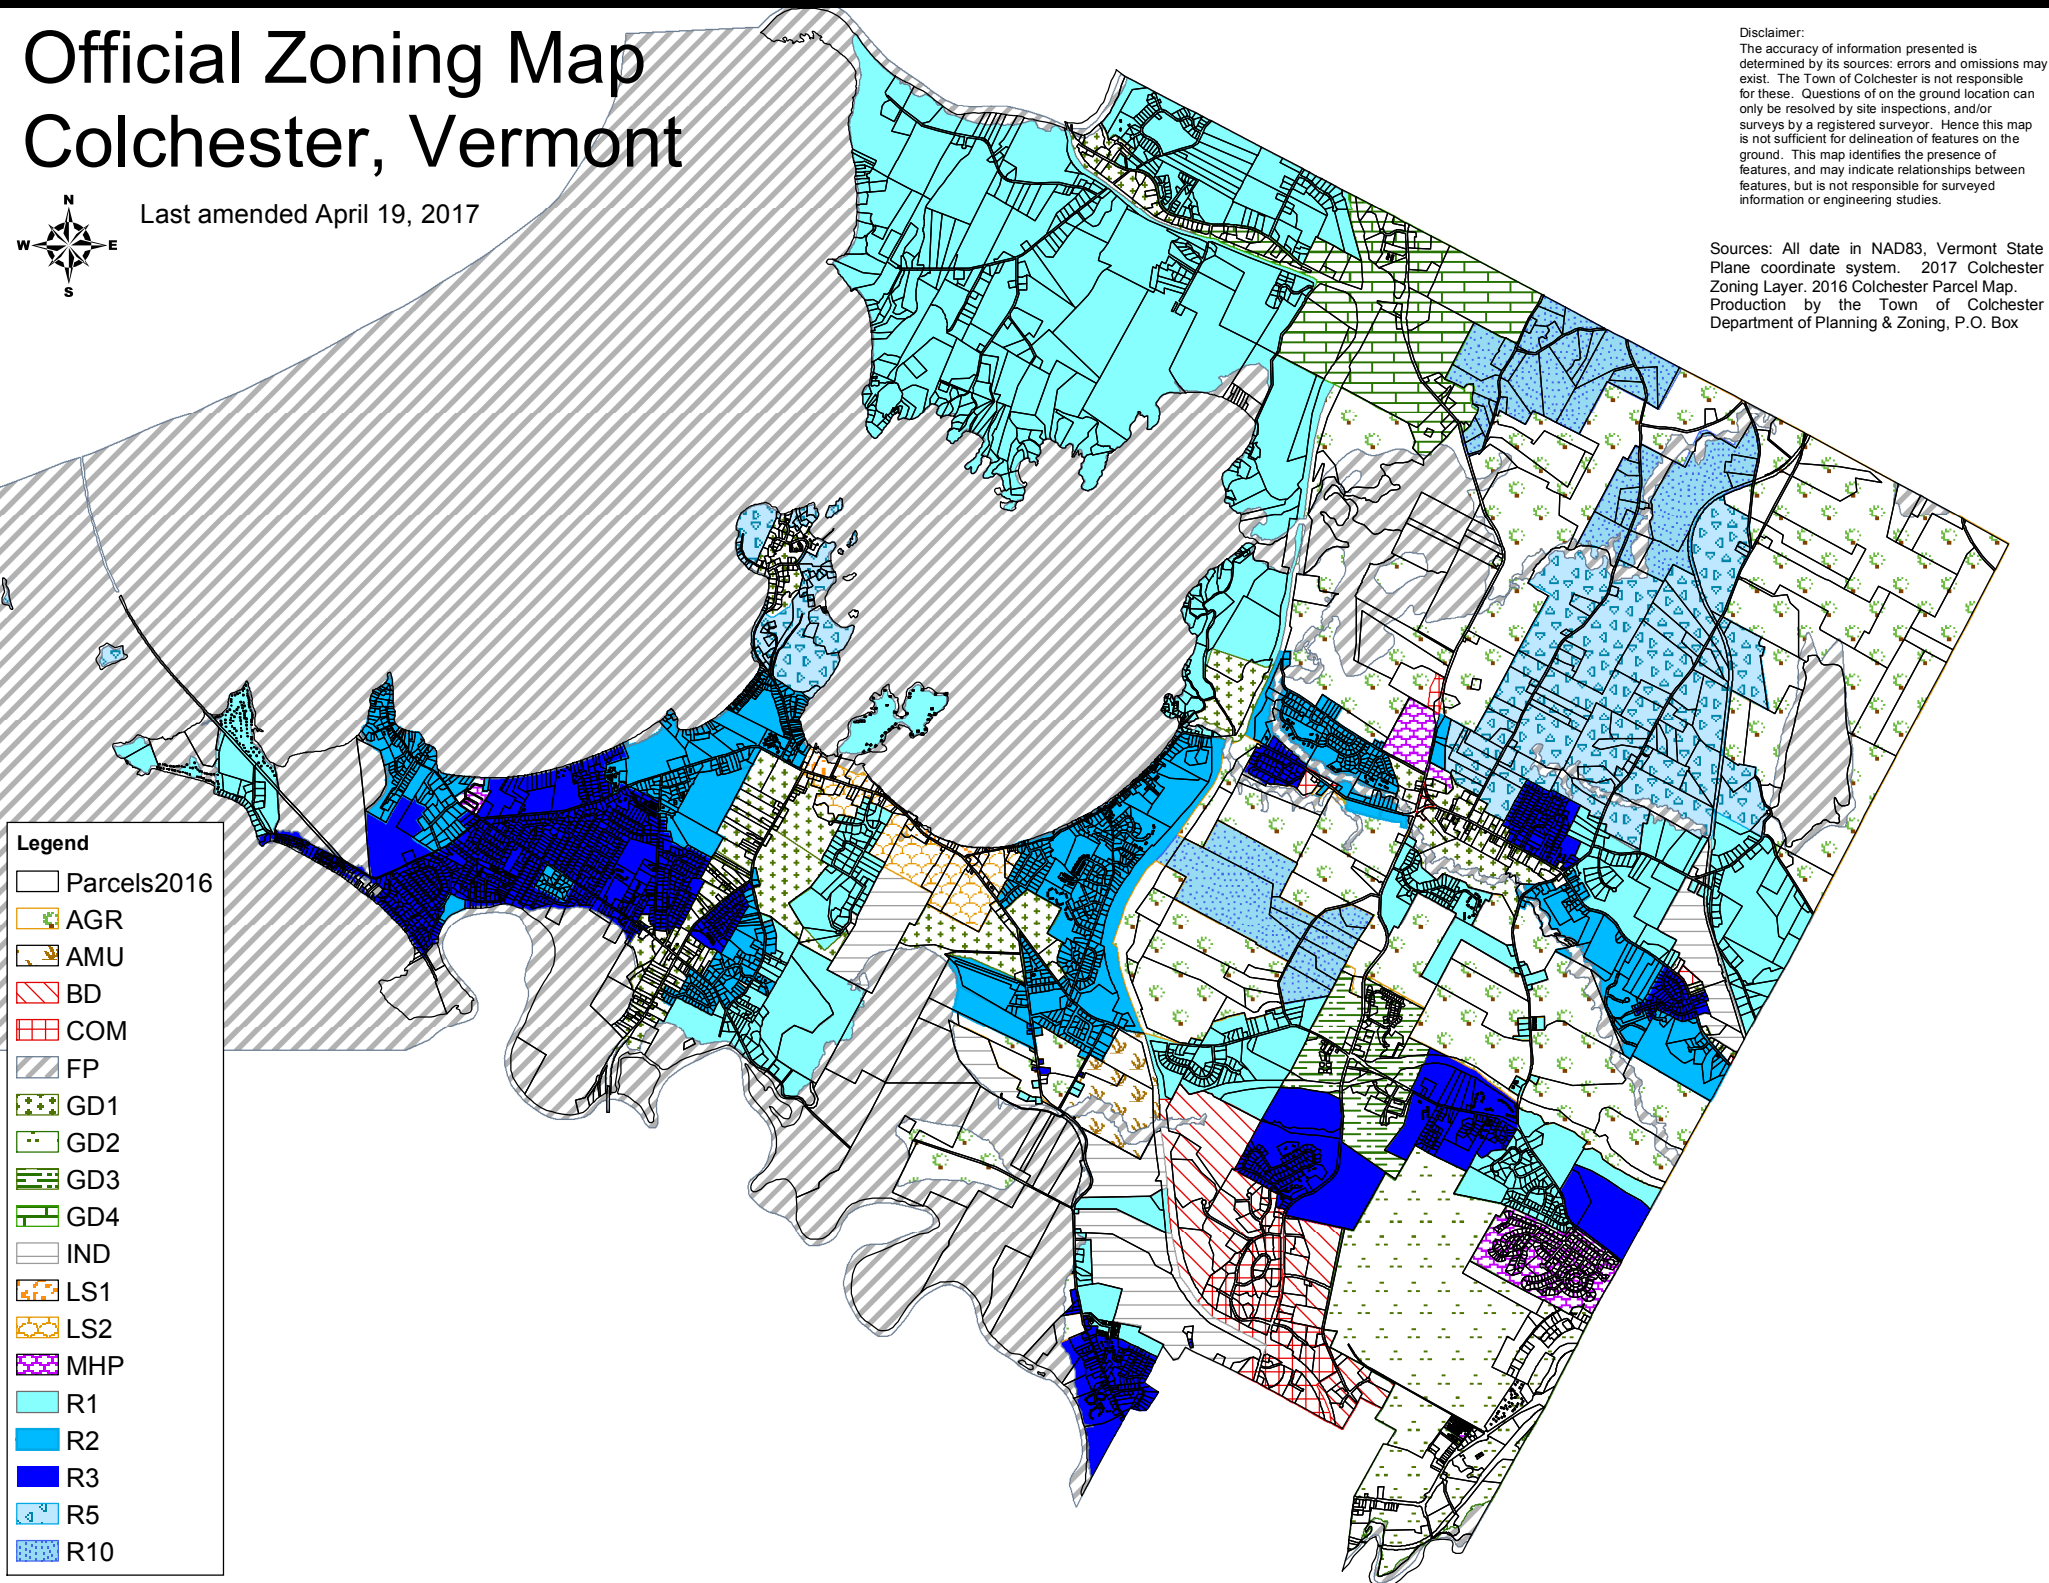 Official Zoning Map
Colchester, Vermont
Last amended April 19, 2017
N
W E
S
Disclaimer:
The accuracy of information presented is
determined by its sources: errors and omissions may
exist. The Town of Colchester is not responsible
for these. Questions of on the ground location can
only be resolved by site inspections, and/or
surveys by a registered surveyor. Hence this map
is not sufficient for delineation of features on the
ground. This map identifies the presence of
features, and may indicate relationships between
features, but is not responsible for surveyed
information or engineering studies.
Sources: All date in NAD83, Vermont State
Plane coordinate system. 2017 Colchester
Zoning Layer. 2016 Colchester Parcel Map.
Production by the Town of Colchester
Department of Planning & Zoning, P.O. Box
Legend
Parcels2016
AGR
AMU
BD
COM
FP
GD1
GD2
GD3
GD4
IND
LS1
LS2
MHP
R1
R2
R3
R5
R10